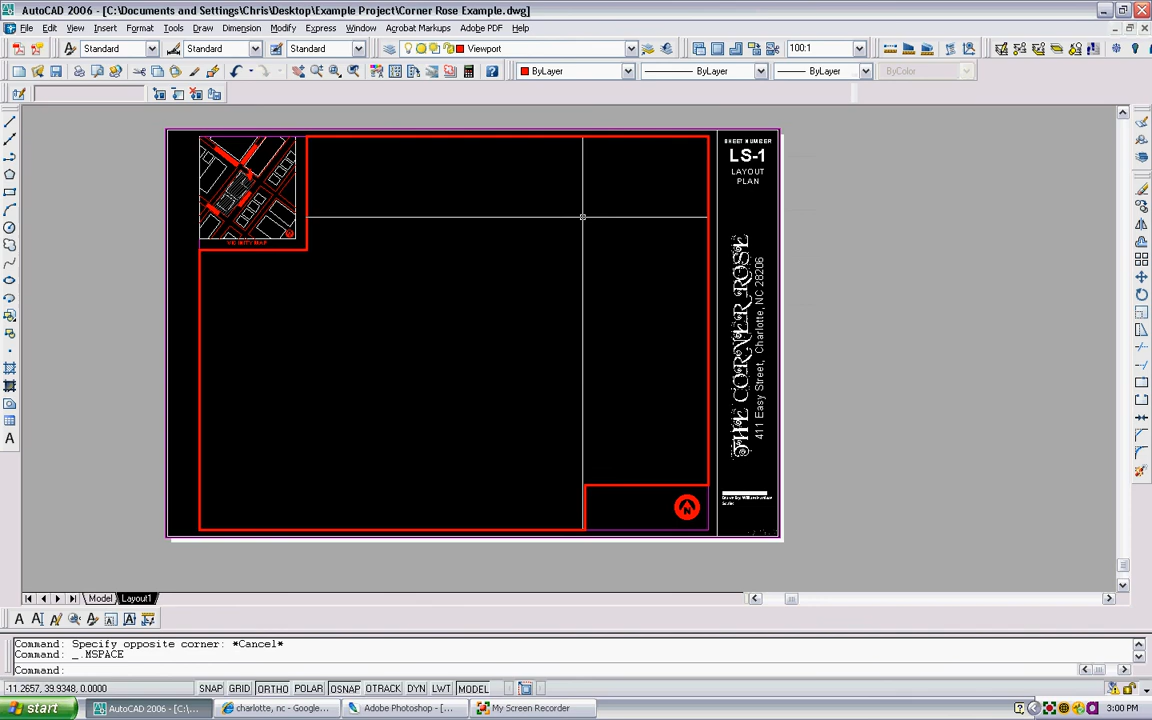 AutoCAD 2006 - [C:\Documents and Settings\Chris\Desktop\Example Project\Corner Rose Example.dwg]
File Edit View Insert Format Tools Draw Dimension Modify Express Window Acrobat Markups Adobe PDF Help
Standard Standard Standard Viewport 100:1
ByLayer ByLayer ByLayer ByColor
SHEET NUMBER
LS-1
LAYOUT
PLAN
VICINITY MAP
THE CORNER ROSE
411 Easy Street, Charlotte, NC 28206
N
Model Layout1
Command: Specify opposite corner: *Cancel*
Command: _.MSPACE
Command:
-11.2657, 39.9348, 0.0000 SNAP GRID ORTHO POLAR OSNAP OTRACK DYN LWT MODEL
start AutoCAD 2006 - [C:\... charlotte, nc - Google... Adobe Photoshop - [... My Screen Recorder 3:00 PM